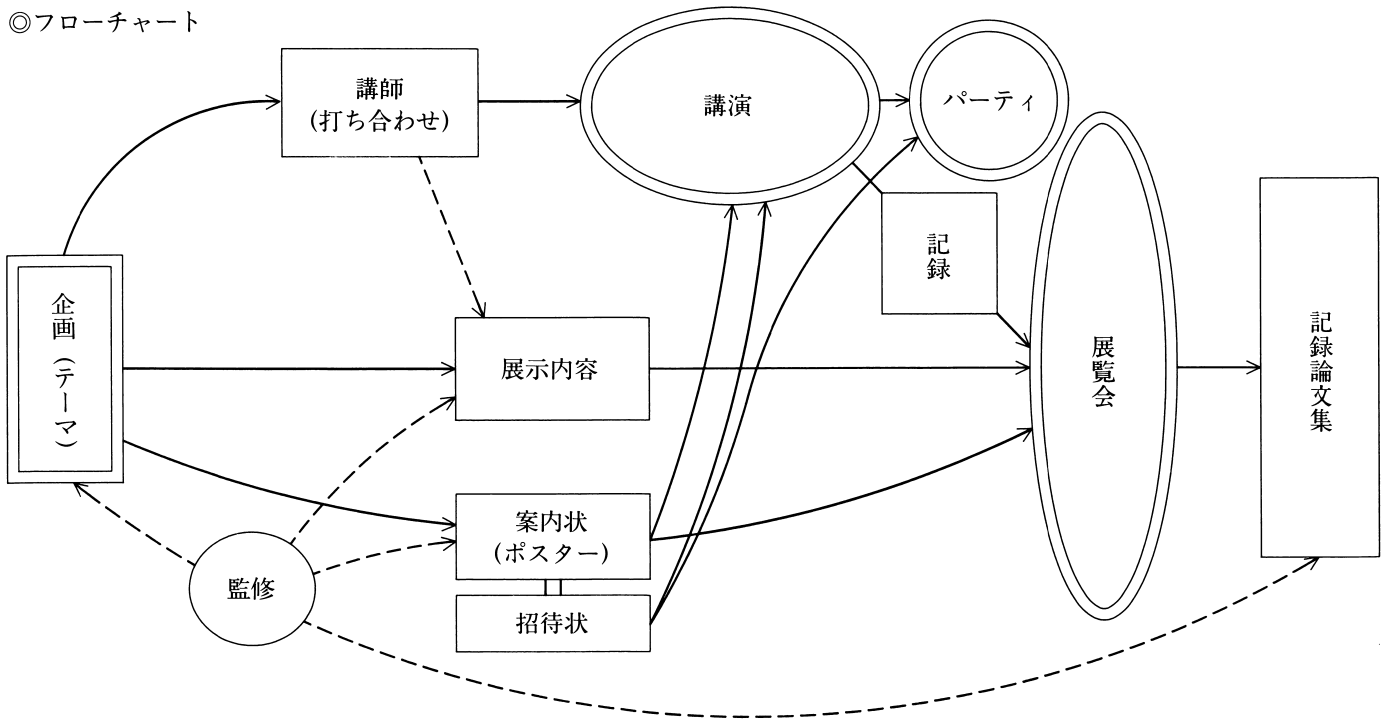 ◎フローチャート
講師
(打ち合わせ)
講演
パーティ
記録
企画(テーマ)
展示内容
展覧会
記録論文集
案内状
(ポスター)
監修
招待状